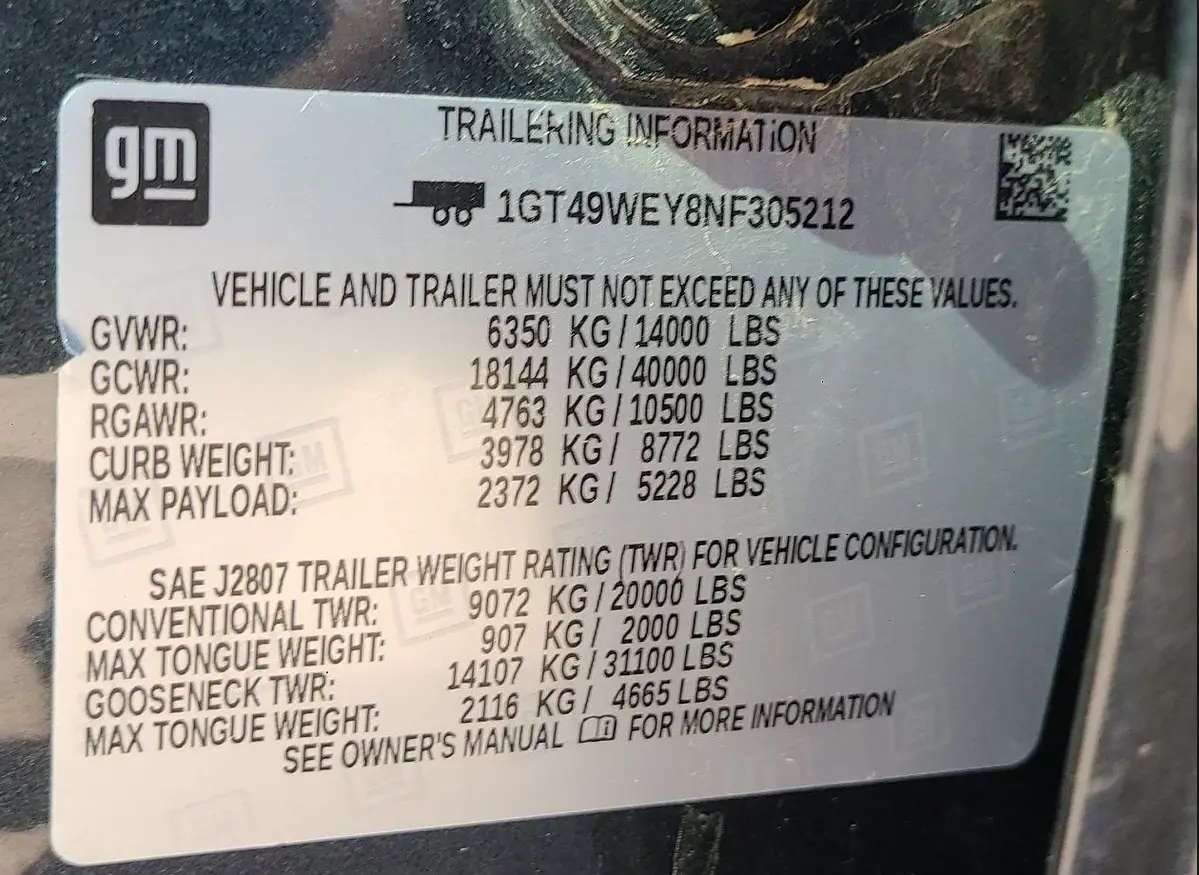 gm
TRAILERING INFORMATION
1GT49WEY8NF305212
VEHICLE AND TRAILER MUST NOT EXCEED ANY OF THESE VALUES.
GVWR: 6350 KG / 14000 LBS
GCWR: 18144 KG / 40000 LBS
RGAWR: 4763 KG / 10500 LBS
CURB WEIGHT: 3978 KG / 8772 LBS
MAX PAYLOAD: 2372 KG / 5228 LBS
SAE J2807 TRAILER WEIGHT RATING (TWR) FOR VEHICLE CONFIGURATION.
CONVENTIONAL TWR: 9072 KG / 20000 LBS
MAX TONGUE WEIGHT: 907 KG / 2000 LBS
GOOSENECK TWR: 14107 KG / 31100 LBS
MAX TONGUE WEIGHT: 2116 KG / 4665 LBS
SEE OWNER'S MANUAL FOR MORE INFORMATION